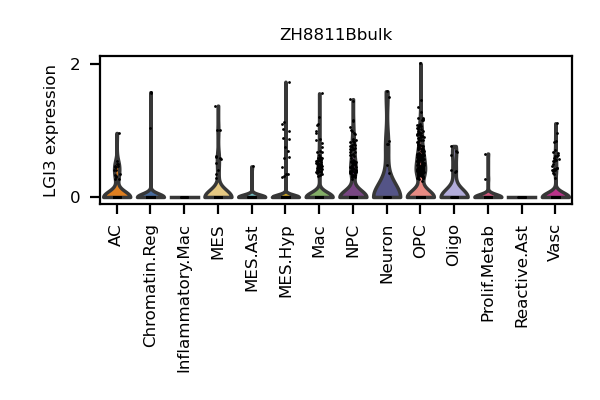 ZH8811Bbulk
LGI3 expression
2
0
AC
Chromatin.Reg
Inflammatory.Mac
MES
MES.Ast
MES.Hyp
Mac
NPC
Neuron
OPC
Oligo
Prolif.Metab
Reactive.Ast
Vasc